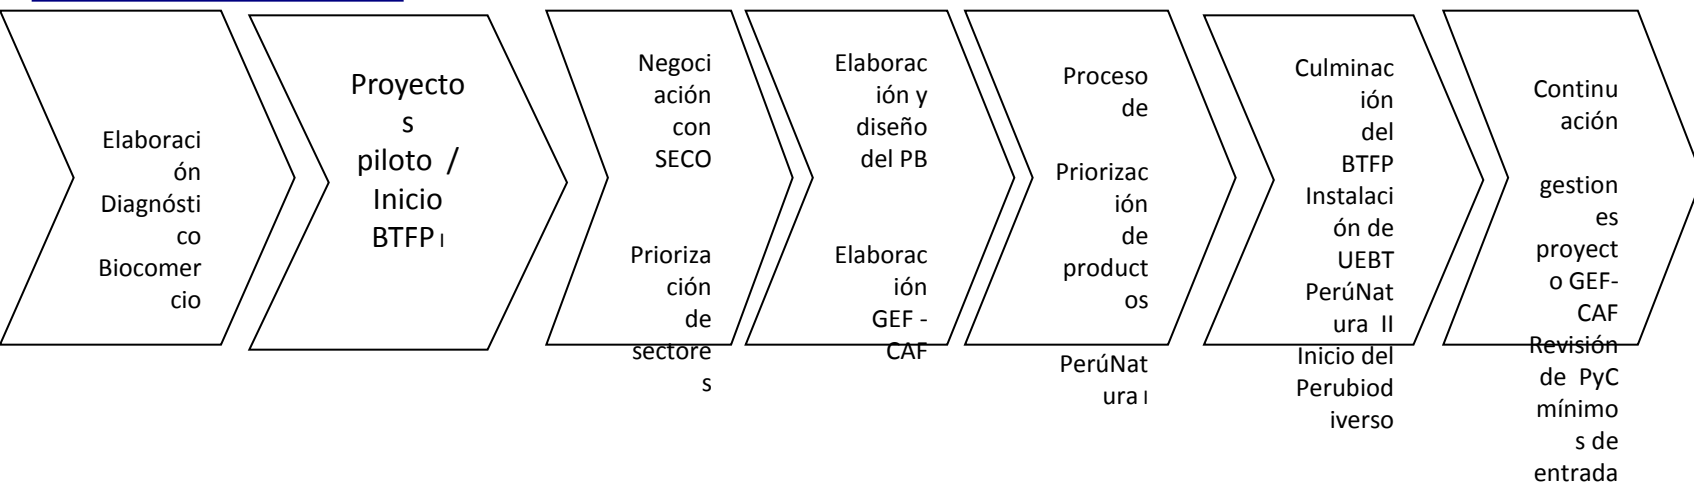 Elaboraci
ón
Diagnósti
co
Biocomer
cio
Proyecto
s
piloto /
Inicio
BTFP I
Negoci
ación
con
SECO
Prioriza
ción
de
sectore
s
Elaborac
ión y
diseño
del PB
Elaborac
ión
GEF -
CAF
Proceso
de
Priorizac
ión
de
product
os
PerúNat
ura I
Culminac
ión
del
BTFP
Instalaci
ón de
UEBT
PerúNat
ura II
Inicio del
Perubiod
iverso
Continu
ación
gestion
es
proyect
o GEF-
CAF
Revisión
de PyC
mínimo
s de
entrada